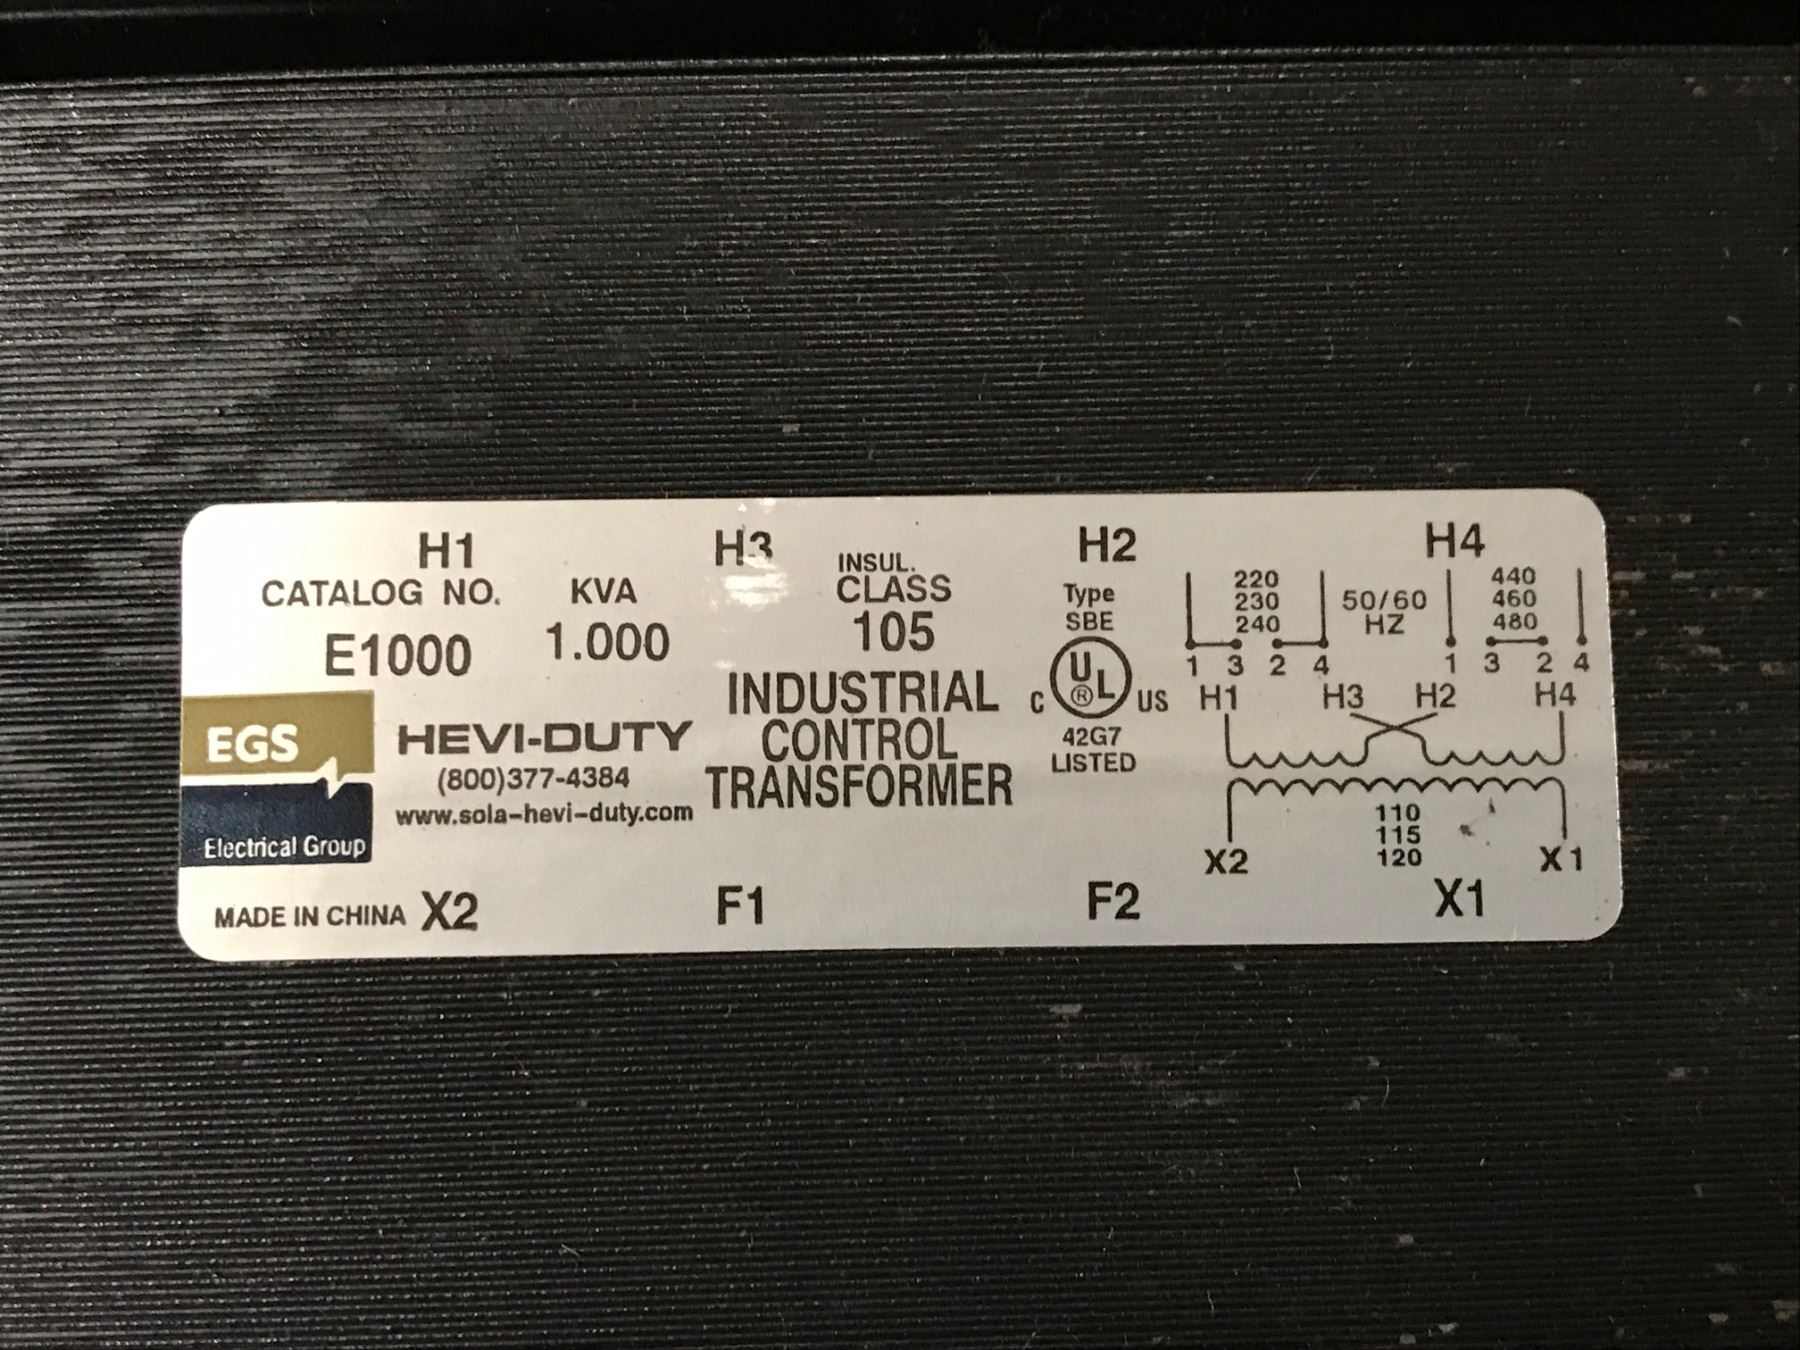 H1 H3 H2 H4
CATALOG NO. KVA INSUL. CLASS
E1000 1.000 105
INDUSTRIAL
CONTROL
TRANSFORMER
EGS
Electrical Group
HEVI-DUTY
(800)377-4384
www.sola-hevi-duty.com
Type
SBE
C UL ® US
42G7
LISTED
220
230
240
50/60
HZ
440
460
480
1 3 2 4 1 3 2 4
H1 H3 H2 H4
110
115
120
X2 X1
MADE IN CHINA X2 F1 F2 X1